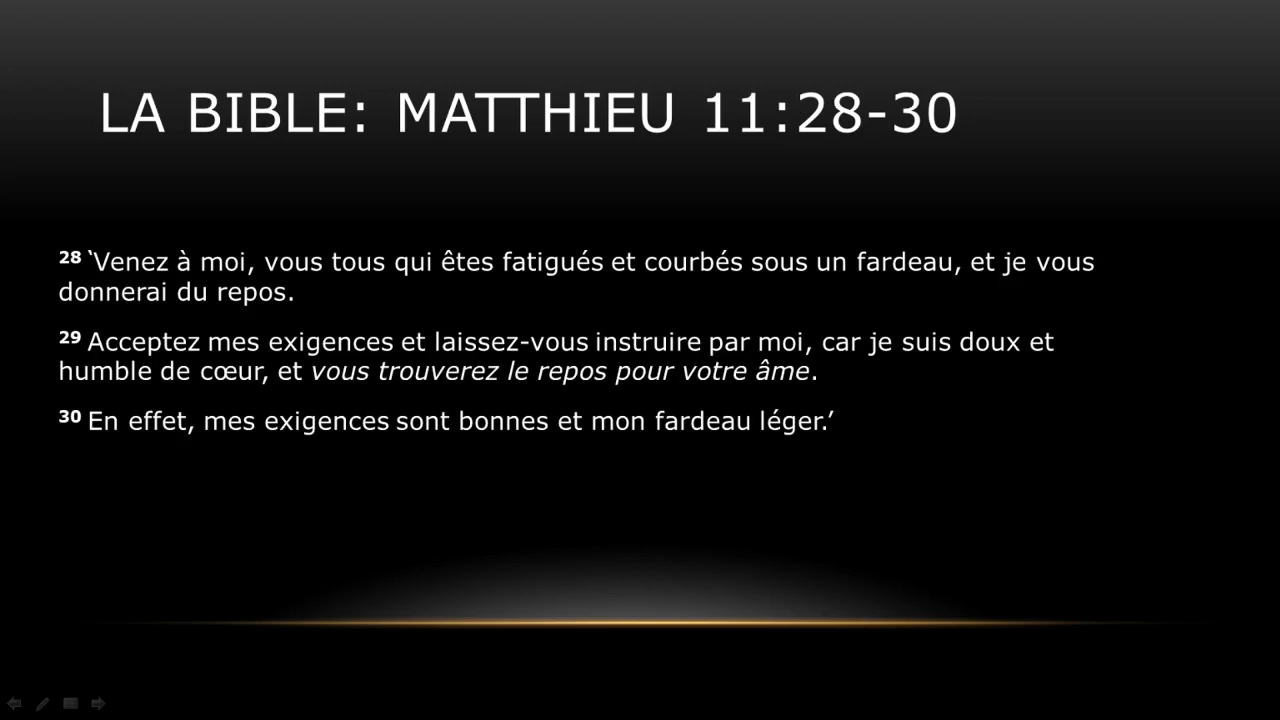 LA BIBLE: MATTHIEU 11:28-30
28 ‛Venez à moi, vous tous qui êtes fatigués et courbés sous un fardeau, et je vous
donnerai du repos.
29 Acceptez mes exigences et laissez-vous instruire par moi, car je suis doux et
humble de cœur, et vous trouverez le repos pour votre âme.
30 En effet, mes exigences sont bonnes et mon fardeau léger.’